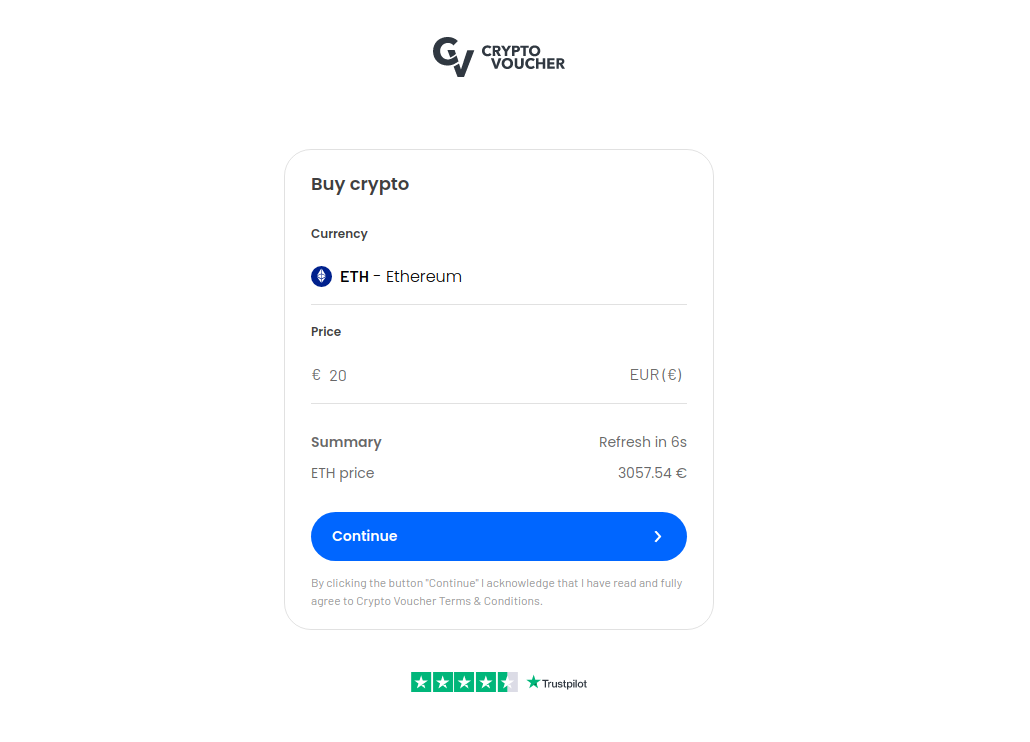 CRYPTO
VOUCHER
Buy crypto
Currency
ETH - Ethereum
Price
€ 20 EUR (€)
Summary Refresh in 6s
ETH price 3057.54 €
Continue
By clicking the button "Continue" I acknowledge that I have read and fully
agree to Crypto Voucher Terms & Conditions.
Trustpilot